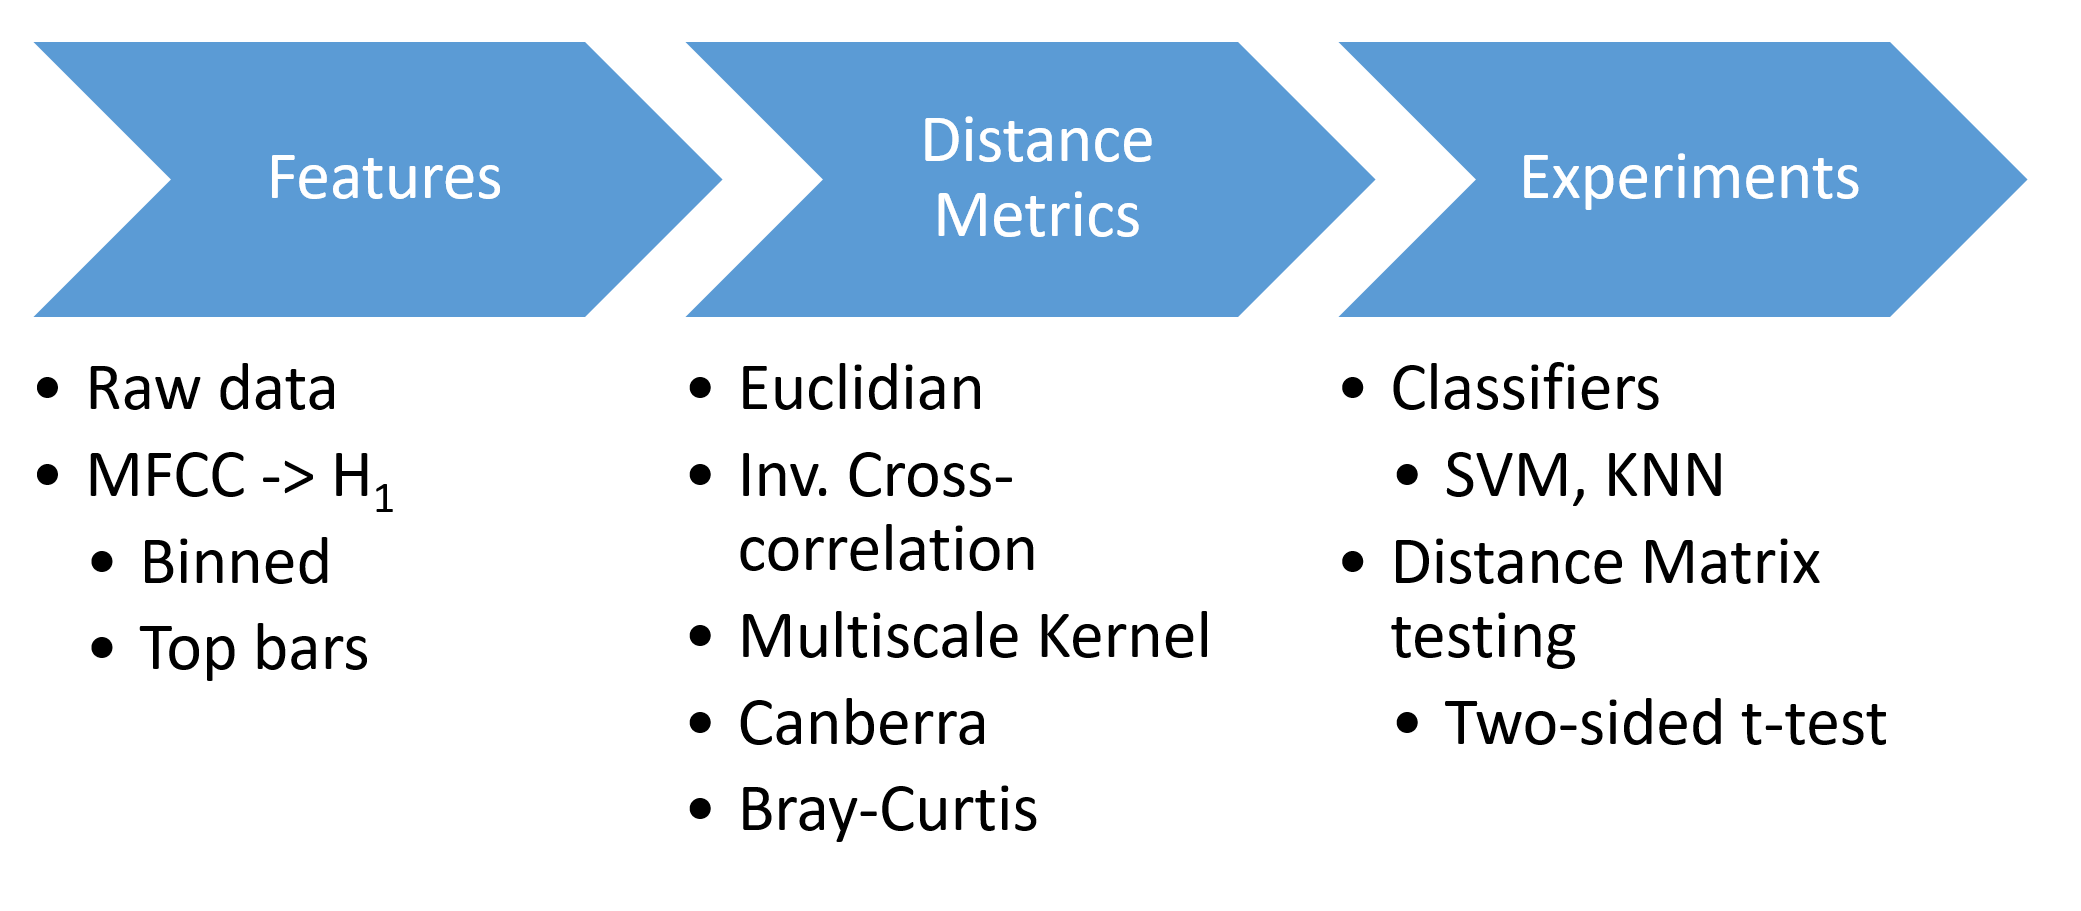 Features
• Raw data
• MFCC -> H₁
• Binned
• Top bars
Distance
Metrics
• Euclidian
• Inv. Cross-
correlation
• Multiscale Kernel
• Canberra
• Bray-Curtis
Experiments
• Classifiers
• SVM, KNN
• Distance Matrix
testing
• Two-sided t-test